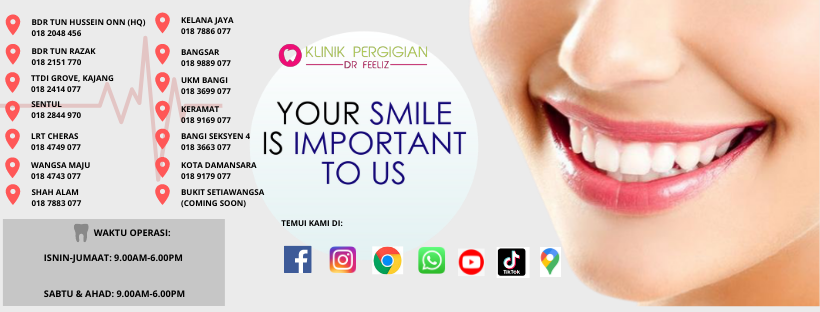 BDR TUN HUSSEIN ONN (HQ)
018 2048 456
BDR TUN RAZAK
018 2151 770
TTDI GROVE, KAJANG
018 2414 077
SENTUL
018 2844 970
LRT CHERAS
018 4749 077
WANGSA MAJU
018 4743 077
SHAH ALAM
018 7883 077
KELANA JAYA
018 7886 077
BANGSAR
018 9889 077
UKM BANGI
018 3699 077
KERAMAT
018 9169 077
BANGI SEKSYEN 4
018 3663 077
KOTA DAMANSARA
018 9179 077
BUKIT SETIAWANGSA
(COMING SOON)
WAKTU OPERASI:
ISNIN-JUMAAT: 9.00AM-6.00PM
SABTU & AHAD: 9.00AM-6.00PM
KLINIK PERGIGIAN
DR FEELIZ
YOUR SMILE
IS IMPORTANT
TO US
TEMUI KAMI DI:
TikTok